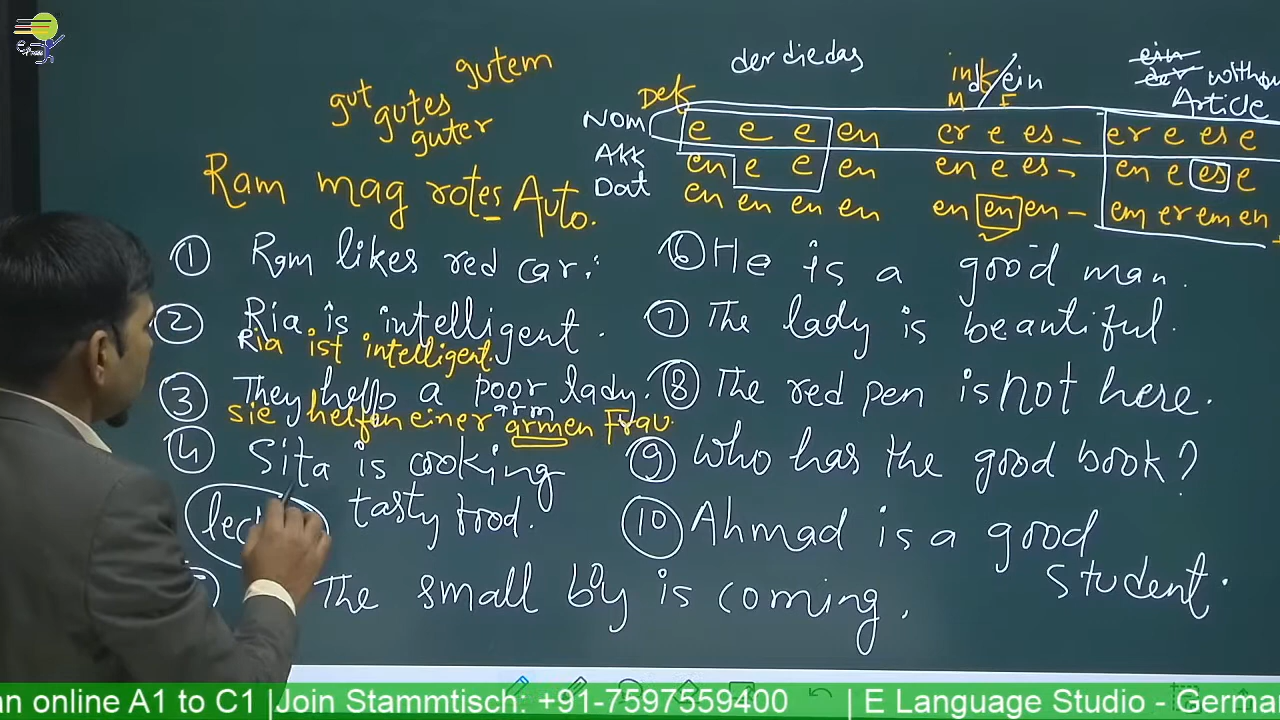 gut gutes guter gutem
der die das
Def
M F
ein
Article
Nom e e e en er e es - er e es e
Akk en e e en en e es - en e es e
Dat en en en en en en en - em er em en
Ram mag rotes Auto.
① Ram likes red car.
② Ria is intelligent.
Ria ist intelligent.
③ They help a poor lady.
arm
Sie helfen einer armen Frau.
④ Sita is cooking
tasty food.
The small boy is coming.
⑥ He is a good man.
⑦ The lady is beautiful.
⑧ The red pen is not here.
⑨ Who has the good book?
⑩ Ahmad is a good
student.
an online A1 to C1 |Join Stammtisch: +91-7597559400 | E Language Studio - Germa